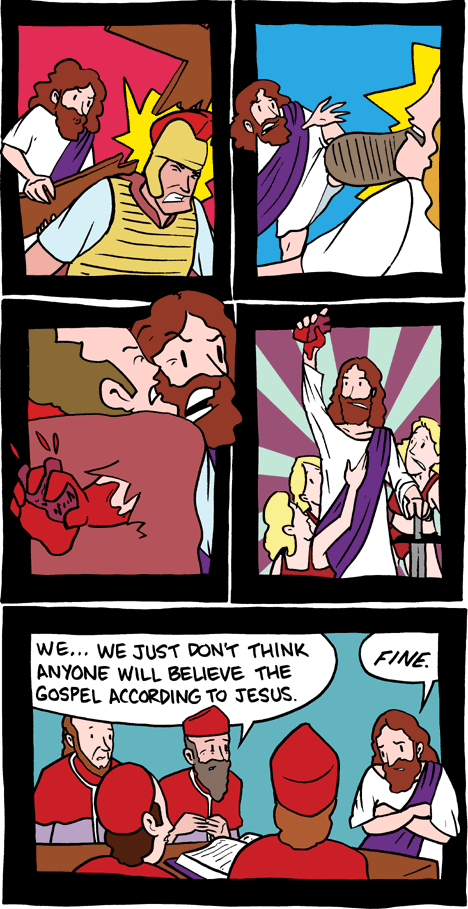 WE... WE JUST DON'T THINK
ANYONE WILL BELIEVE THE
GOSPEL ACCORDING TO JESUS.
FINE.